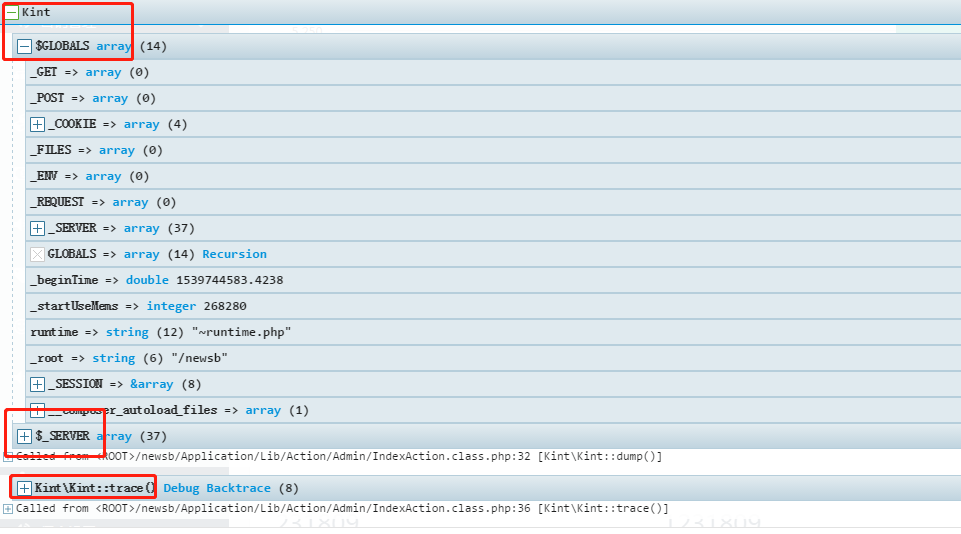 Kint
$GLOBALS array (14)
_GET => array (0)
_POST => array (0)
_COOKIE => array (4)
_FILES => array (0)
_ENV => array (0)
_REQUEST => array (0)
_SERVER => array (37)
GLOBALS => array (14) Recursion
_beginTime => double 1539744583.4238
_startUseMems => integer 268280
runtime => string (12) "~runtime.php"
_root => string (6) "/newsb"
_SESSION => &array (8)
__composer_autoload_files => array (1)
$_SERVER array (37)
Called from <ROOT>/newsb/Application/Lib/Action/Admin/IndexAction.class.php:32 [Kint\Kint::dump()]
Kint\Kint::trace() Debug Backtrace (8)
Called from <ROOT>/newsb/Application/Lib/Action/Admin/IndexAction.class.php:36 [Kint\Kint::trace()]